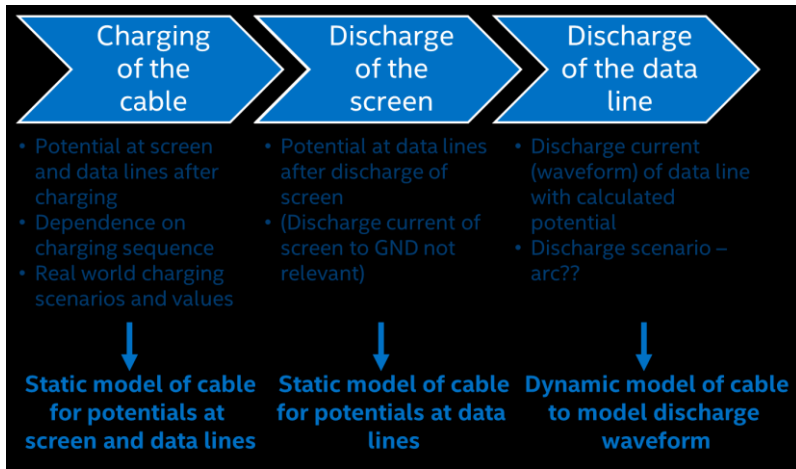 Charging
of the
cable
Discharge
of the
screen
Discharge
of the data
line
• Potential at screen
and data lines after
charging
• Dependence on
charging sequence
• Real world charging
scenarios and values
• Potential at data lines
after discharge of
screen
• (Discharge current of
screen to GND not
relevant)
• Discharge current
(waveform) of data line
with calculated
potential
• Discharge scenario –
arc??
Static model of cable
for potentials at
screen and data lines
Static model of cable
for potentials at data
lines
Dynamic model of cable
to model discharge
waveform